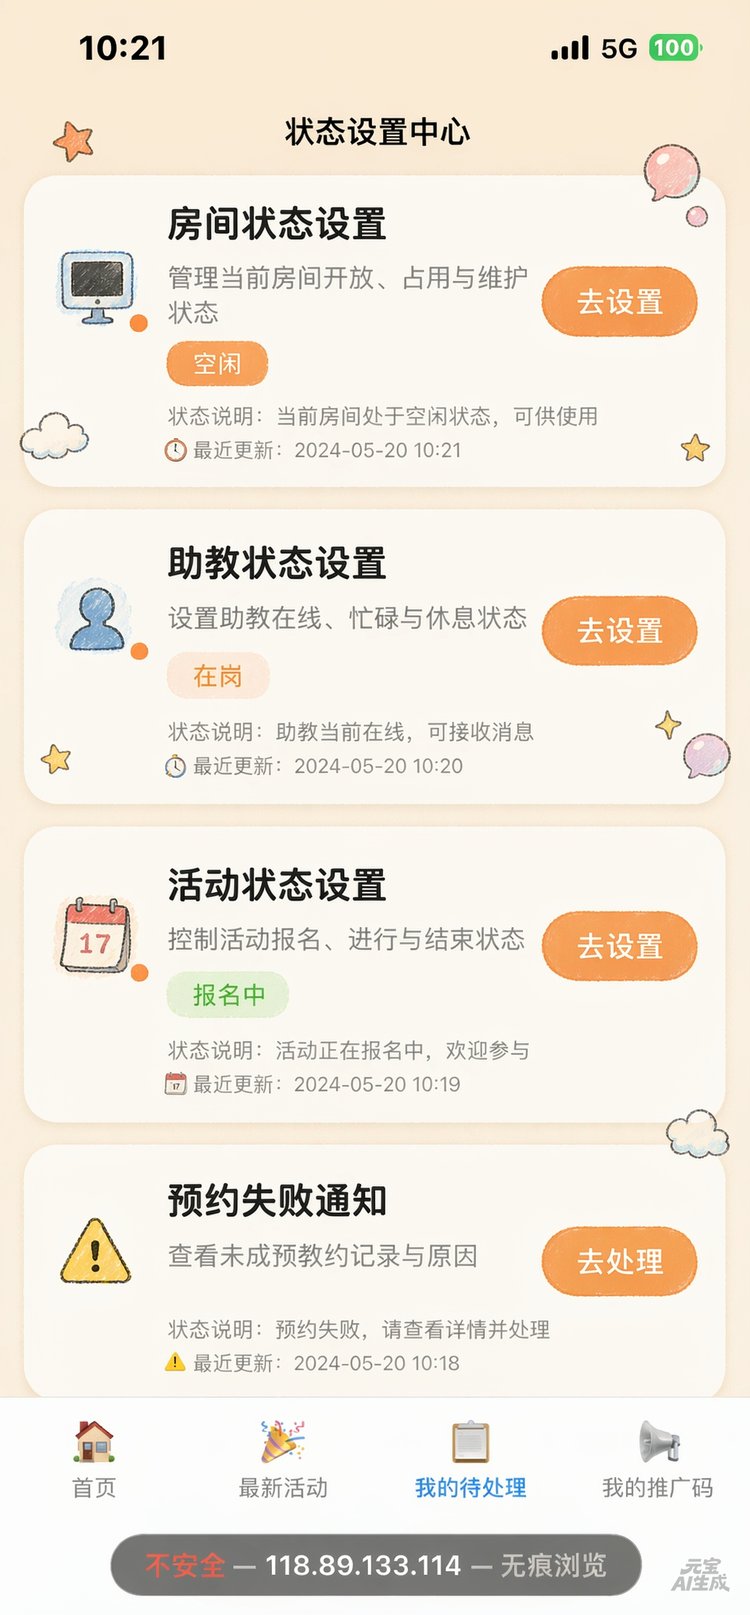 10:21 5G 100
状态设置中心
房间状态设置
管理当前房间开放、占用与维护
状态
去设置
空闲
状态说明：当前房间处于空闲状态，可供使用
最近更新：2024-05-20 10:21
助教状态设置
设置助教在线、忙碌与休息状态
去设置
在岗
状态说明：助教当前在线，可接收消息
最近更新：2024-05-20 10:20
活动状态设置
17
控制活动报名、进行与结束状态
去设置
报名中
状态说明：活动正在报名中，欢迎参与
17 最近更新：2024-05-20 10:19
预约失败通知
查看未成预教约记录与原因
去处理
状态说明：预约失败，请查看详情并处理
最近更新：2024-05-20 10:18
首页 最新活动 我的待处理 我的推广码
不安全 — 118.89.133.114 — 无痕浏览
元宝
AI生成